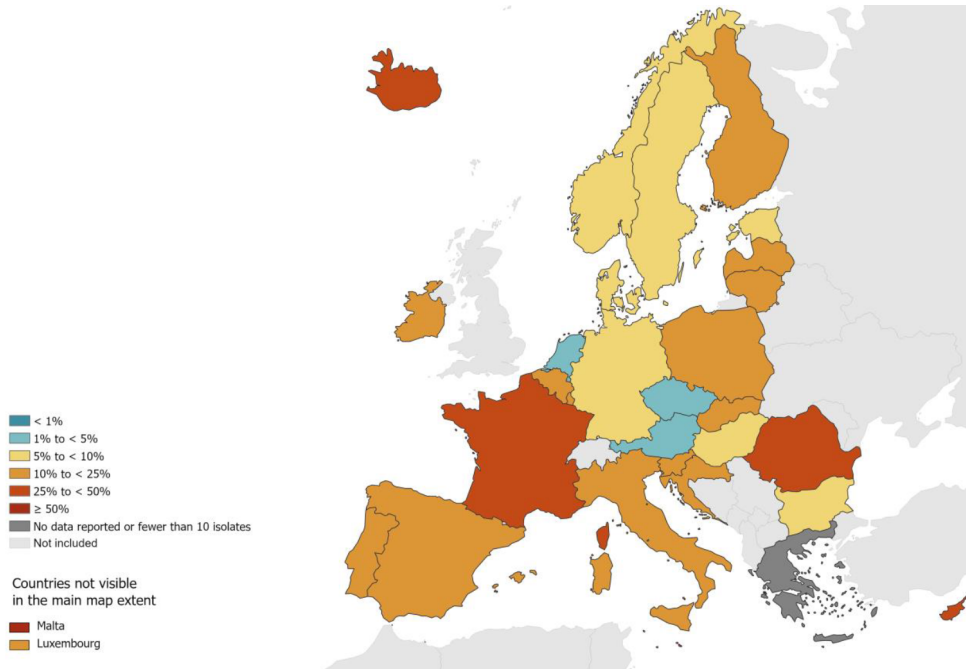 < 1%
1% to < 5%
5% to < 10%
10% to < 25%
25% to < 50%
≥ 50%
No data reported or fewer than 10 isolates
Not included
Countries not visible
in the main map extent
Malta
Luxembourg